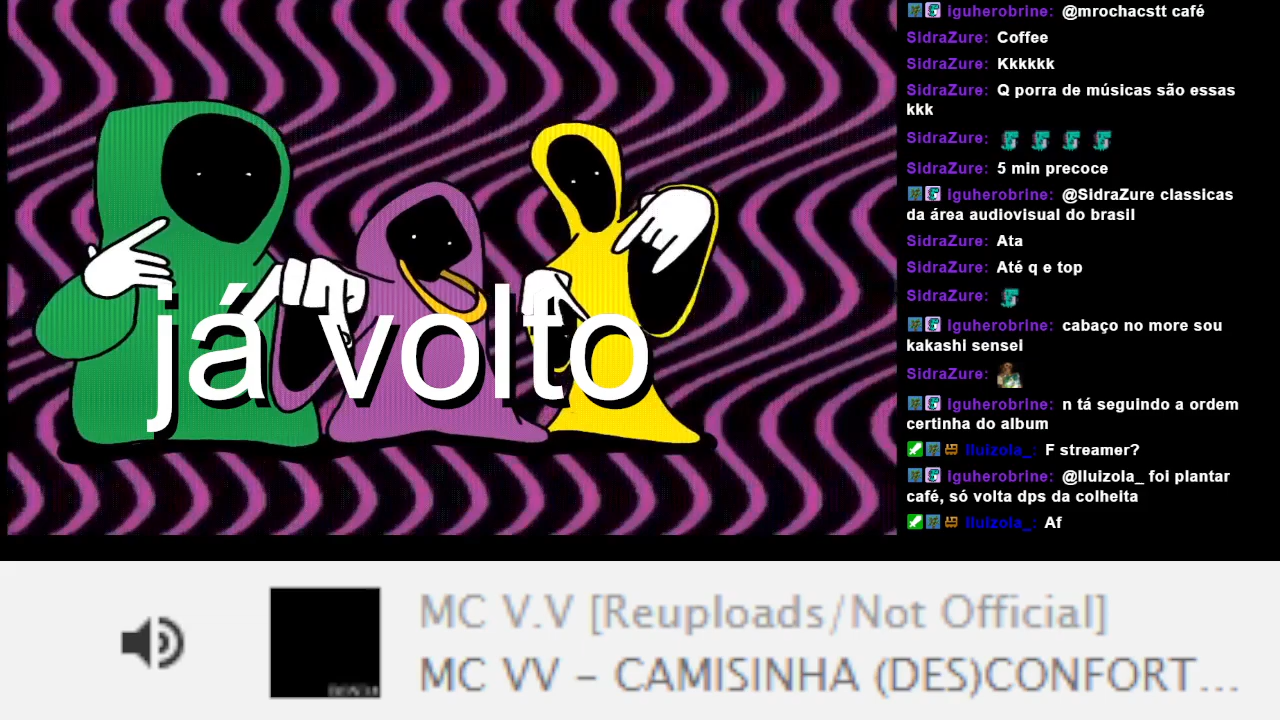 iguherobrine: @mrochacstt café
SidraZure: Coffee
SidraZure: Kkkkkk
SidraZure: Q porra de músicas são essas
kkk
SidraZure:
SidraZure: 5 min precoce
iguherobrine: @SidraZure classicas
da área audiovisual do brasil
SidraZure: Ata
SidraZure: Até q e top
SidraZure:
iguherobrine: cabaço no more sou
kakashi sensei
SidraZure:
iguherobrine: n tá seguindo a ordem
certinha do album
lluizola_: F streamer?
iguherobrine: @lluizola_ foi plantar
café, só volta dps da colheita
lluizola_: Af
já volto
MC V.V [Reuploads/Not Official]
MC VV - CAMISINHA (DES)CONFORT...